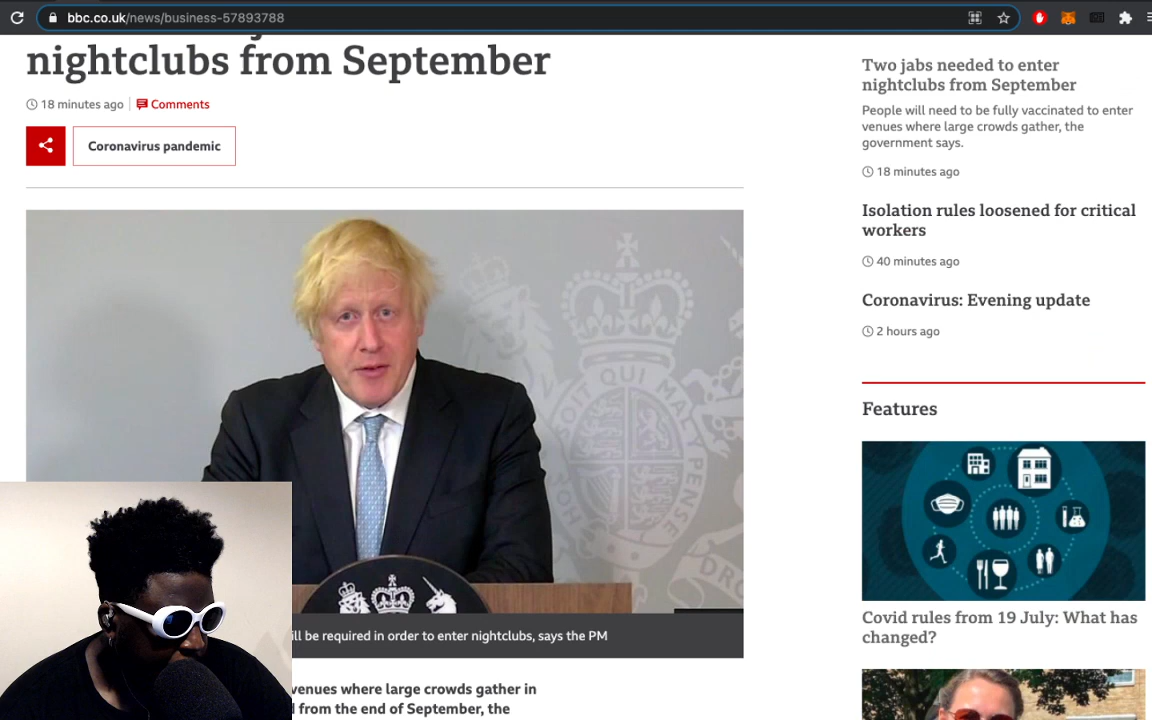 bbc.co.uk/news/business-57893788
nightclubs from September
18 minutes ago
Comments
Coronavirus pandemic
SOIT QUI MAL Y PENSE
be required in order to enter nightclubs, says the PM
venues where large crowds gather in
from the end of September, the
Two jabs needed to enter
nightclubs from September
People will need to be fully vaccinated to enter
venues where large crowds gather, the
government says.
18 minutes ago
Isolation rules loosened for critical
workers
40 minutes ago
Coronavirus: Evening update
2 hours ago
Features
Covid rules from 19 July: What has
changed?